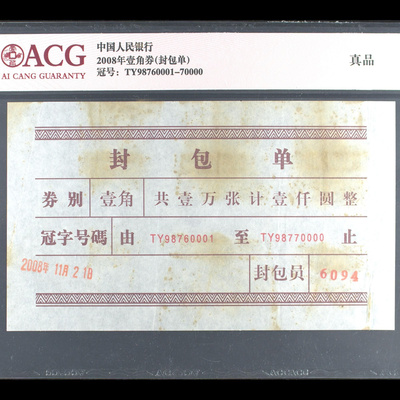 ACG
AI CANG GUARANTY
中国人民银行
2008年壹角券(封包单)
冠号：TY98760001-70000
真品
封包单
券别 壹角 共壹万张计壹仟圆整
冠字号碼 由 TY98760001 至 TY98770000 止
2008年 11月 21日
封包员 6094